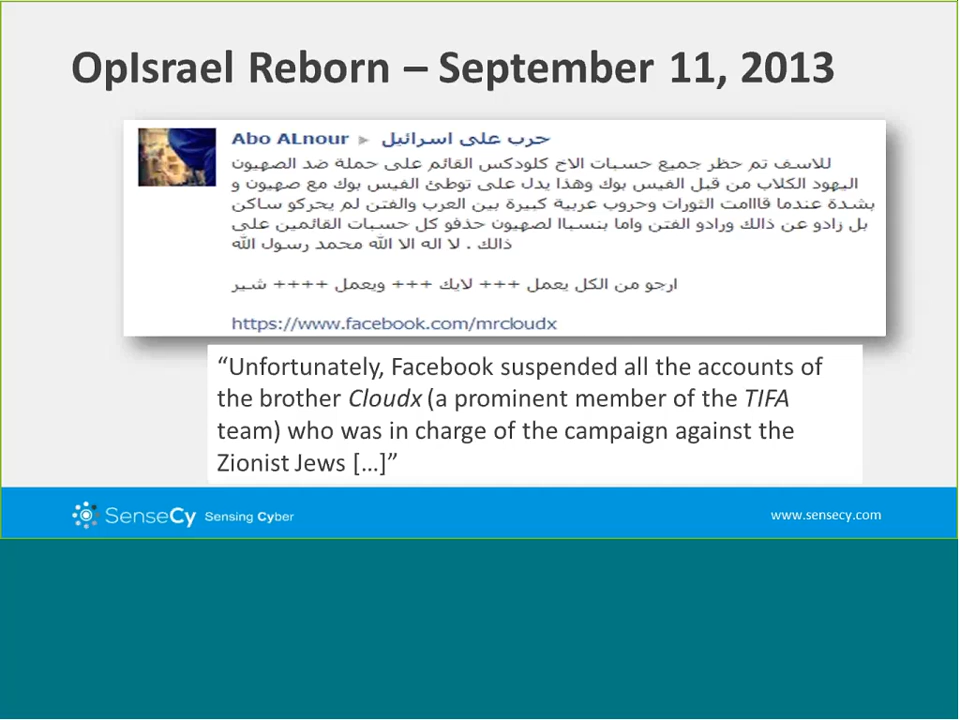 OpIsrael Reborn – September 11, 2013
Abo ALnour ▸ حرب على اسرائيل
للاسف تم حظر جميع حسبات الاخ كلودكس القائم على حملة ضد الصهيون
اليهود الكلاب من قبل الفيس بوك وهذا يدل على توطئ الفيس بوك مع صهيون و
بشدة عندما قااامت الثورات وحروب عربية كبيرة بين العرب والفتن لم يحركو ساكن
بل زادو عن ذالك ورادو الفتن واما بنسباا لصهيون حذفو كل حسبات القائمين على
ذالك . لا اله الا الله محمد رسول الله
ارجو من الكل يعمل +++ لايك +++ ويعمل ++++ شير
https://www.facebook.com/mrcloudx
“Unfortunately, Facebook suspended all the accounts of
the brother Cloudx (a prominent member of the TIFA
team) who was in charge of the campaign against the
Zionist Jews […]”
SenseCy Sensing Cyber
www.sensecy.com